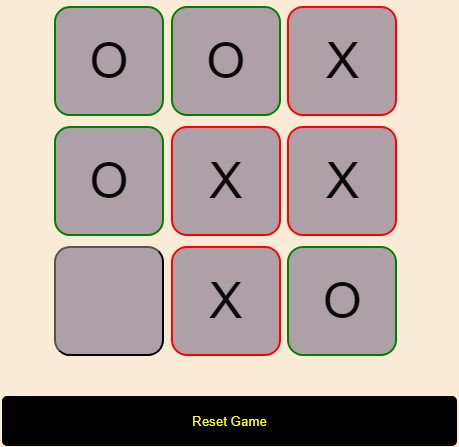 O O X
O X X
X O
Reset Game